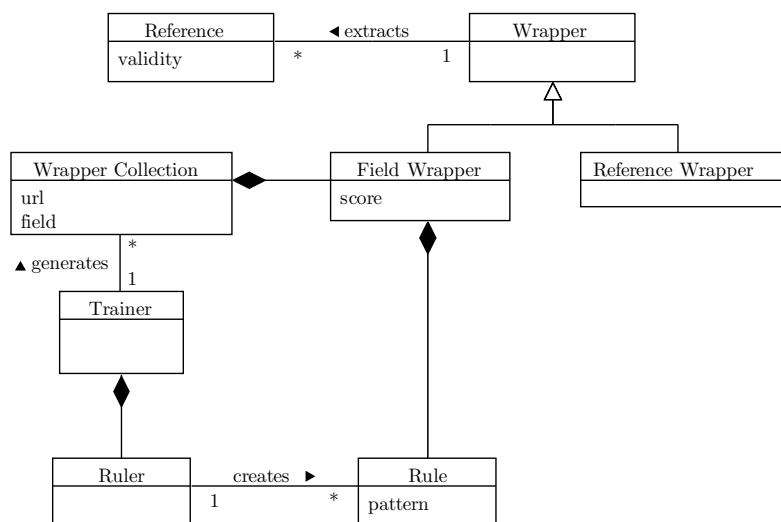 Reference
◄ extracts
Wrapper
validity
*
1
Wrapper Collection
Field Wrapper
Reference Wrapper
url
score
field
*
▲ generates
1
Trainer
Ruler
creates ►
Rule
1
*
pattern